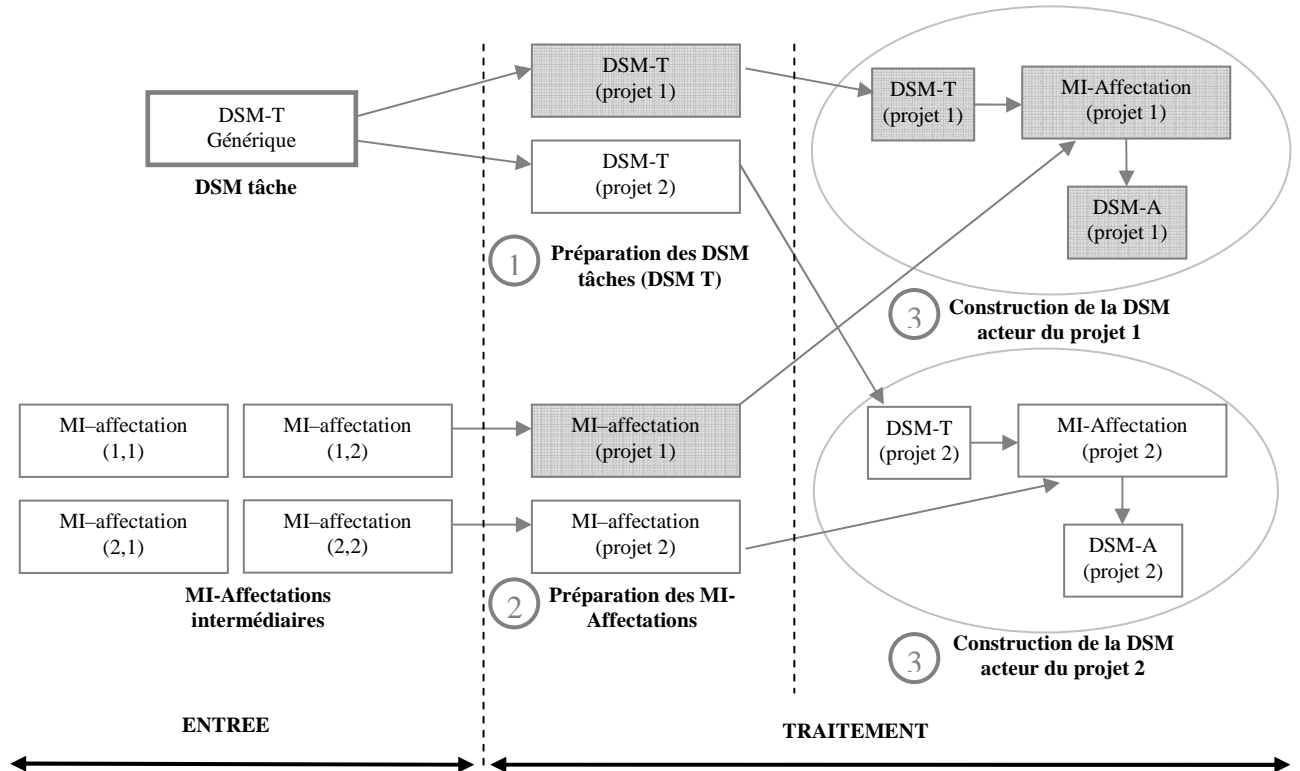 DSM-T
Générique
DSM tâche
DSM-T
(projet 1)
DSM-T
(projet 2)
1
Préparation des DSM
tâches (DSM T)
DSM-T
(projet 1)
MI-Affectation
(projet 1)
DSM-A
(projet 1)
3
Construction de la DSM
acteur du projet 1
MI–affectation
(1,1)
MI–affectation
(1,2)
MI–affectation
(2,1)
MI–affectation
(2,2)
MI-Affectations
intermédiaires
MI–affectation
(projet 1)
MI–affectation
(projet 2)
2
Préparation des MI-
Affectations
DSM-T
(projet 2)
MI-Affectation
(projet 2)
DSM-A
(projet 2)
3
Construction de la DSM
acteur du projet 2
ENTREE
TRAITEMENT